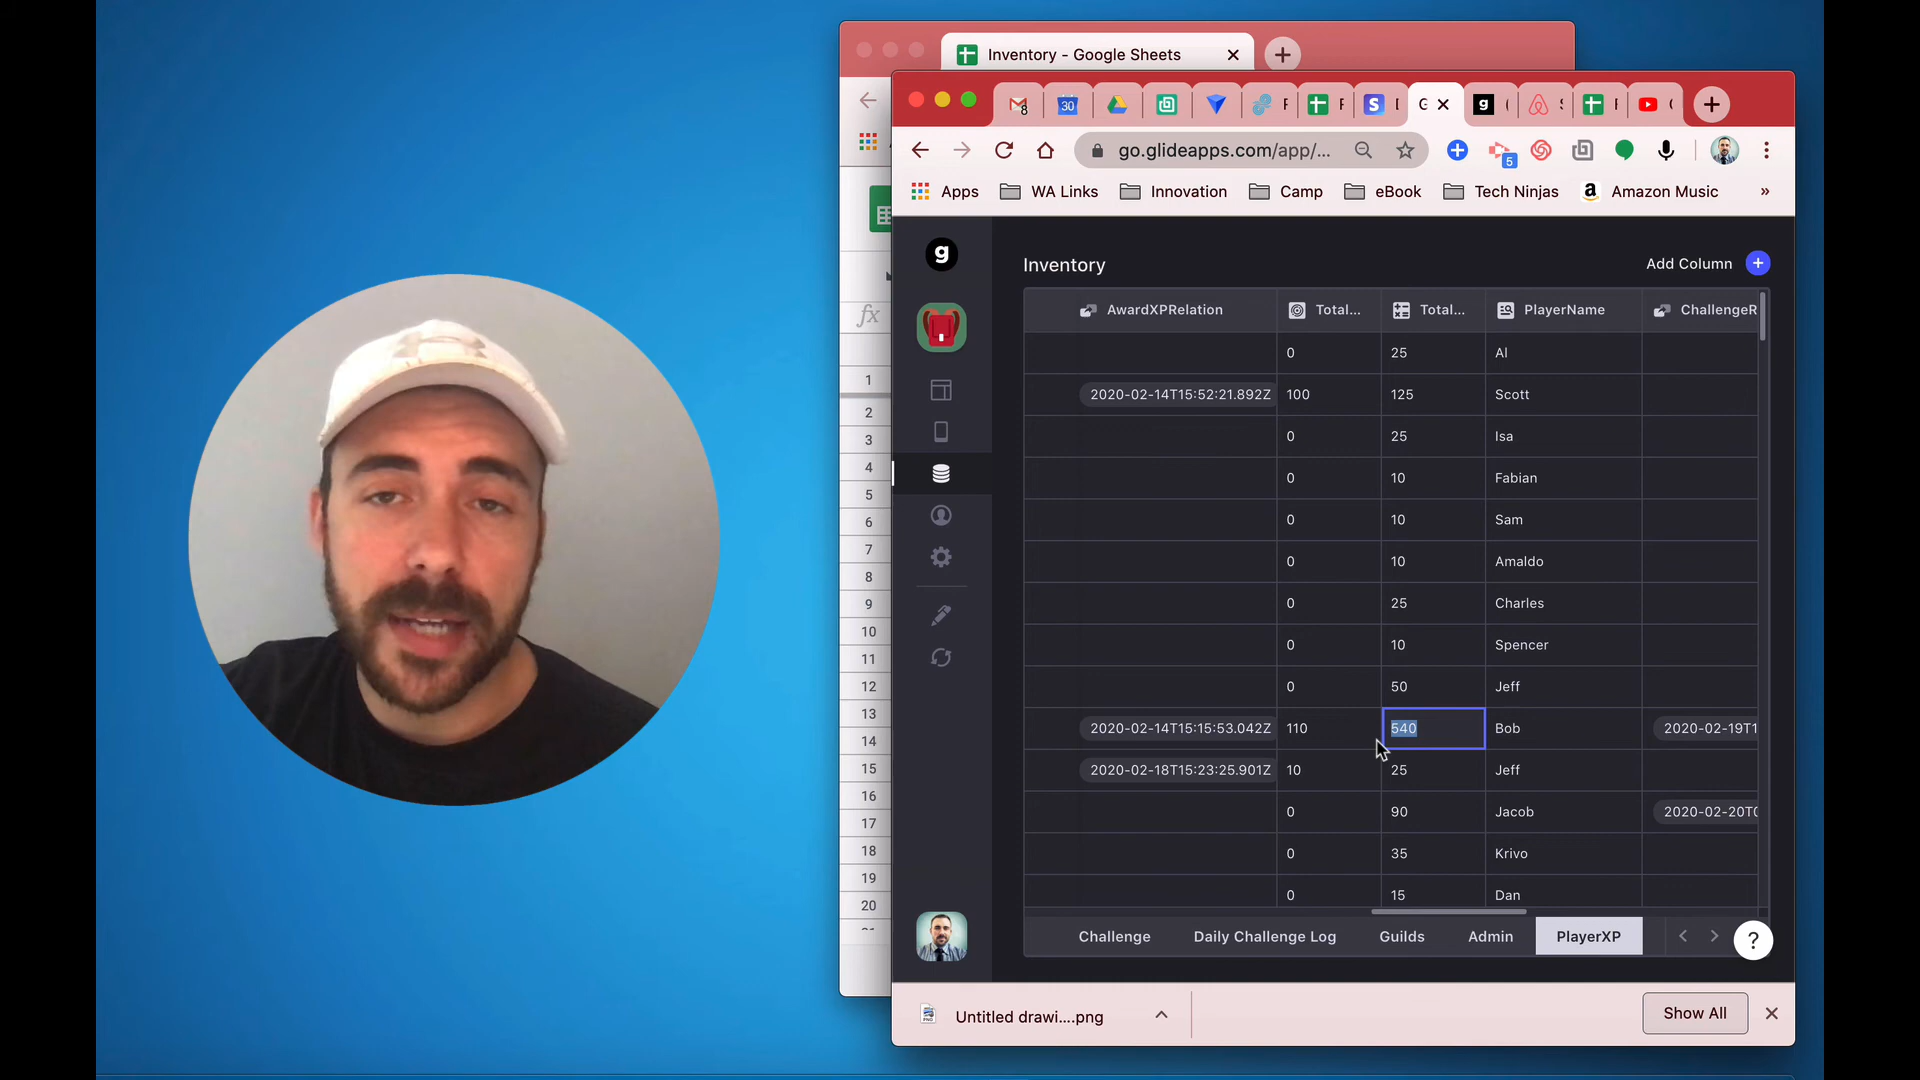 Inventory - Google Sheets
8
30
C
go.glideapps.com/app/...
5
Apps
WA Links
Innovation
Camp
eBook
Tech Ninjas
Amazon Music
»
g
Inventory
Add Column
AwardXPRelation Total... Total... PlayerName ChallengeR
0 25 Al
2020-02-14T15:52:21.892Z 100 125 Scott
0 25 Isa
0 10 Fabian
0 10 Sam
0 10 Amaldo
0 25 Charles
0 10 Spencer
0 50 Jeff
2020-02-14T15:15:53.042Z 110 540 Bob 2020-02-19T1
2020-02-18T15:23:25.901Z 10 25 Jeff
0 90 Jacob 2020-02-20T0
0 35 Krivo
0 15 Dan
Challenge Daily Challenge Log Guilds Admin PlayerXP
?
fx
1
2
3
4
5
6
7
8
9
10
11
12
13
14
15
16
17
18
19
20
Untitled drawi....png
Show All